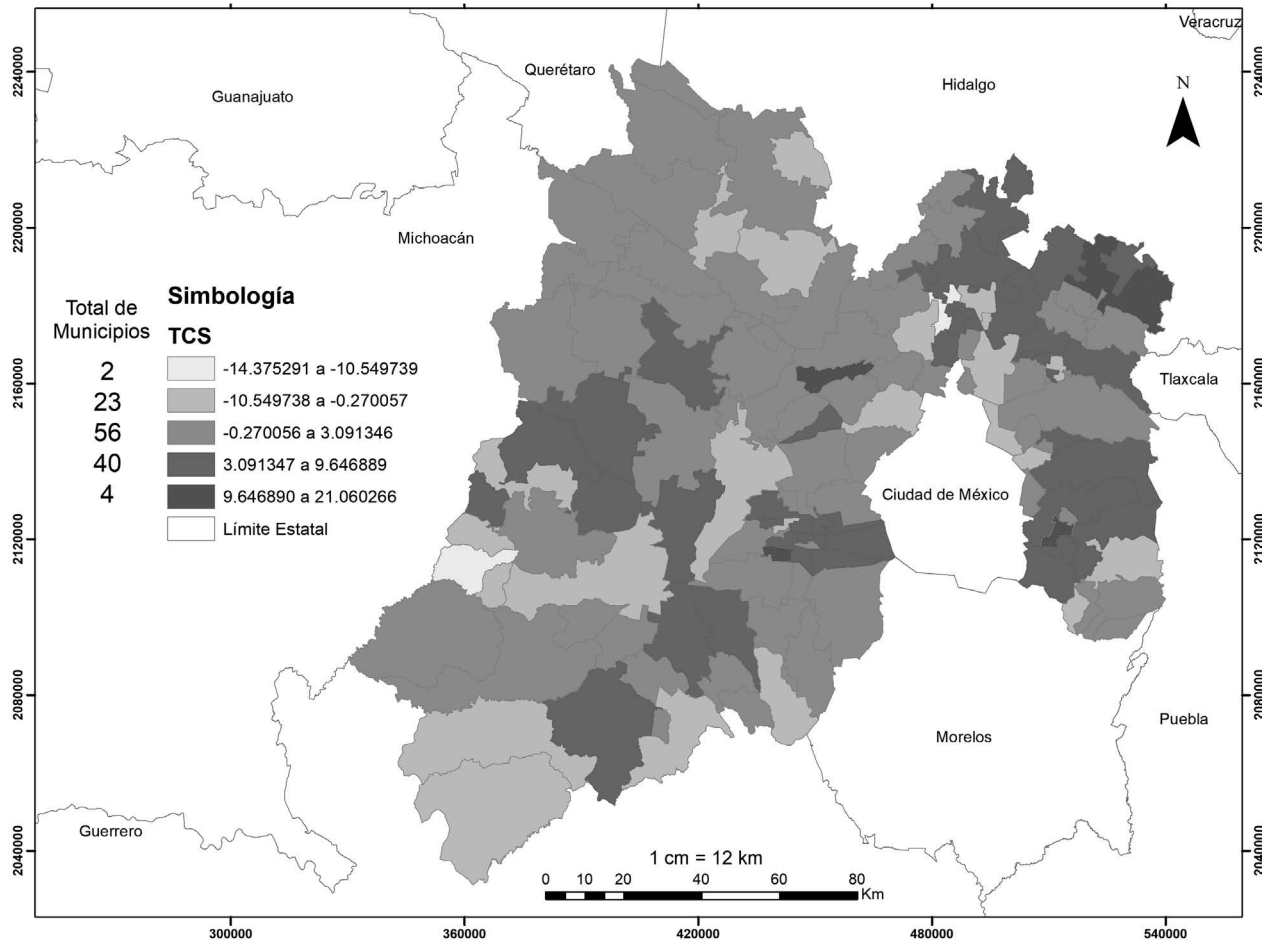 Veracruz
Querétaro
Hidalgo
Guanajuato
N
Michoacán
Simbología
Total de
Municipios
TCS
2 -14.375291 a -10.549739
23 -10.549738 a -0.270057
56 -0.270056 a 3.091346
40 3.091347 a 9.646889
4 9.646890 a 21.060266
Límite Estatal
Tlaxcala
Ciudad de México
Puebla
Morelos
Guerrero
1 cm = 12 km
0 10 20 40 60 80
Km
2240000
2200000
2160000
2120000
2080000
2040000
2240000
2200000
2160000
2120000
2080000
2040000
300000 360000 420000 480000 540000